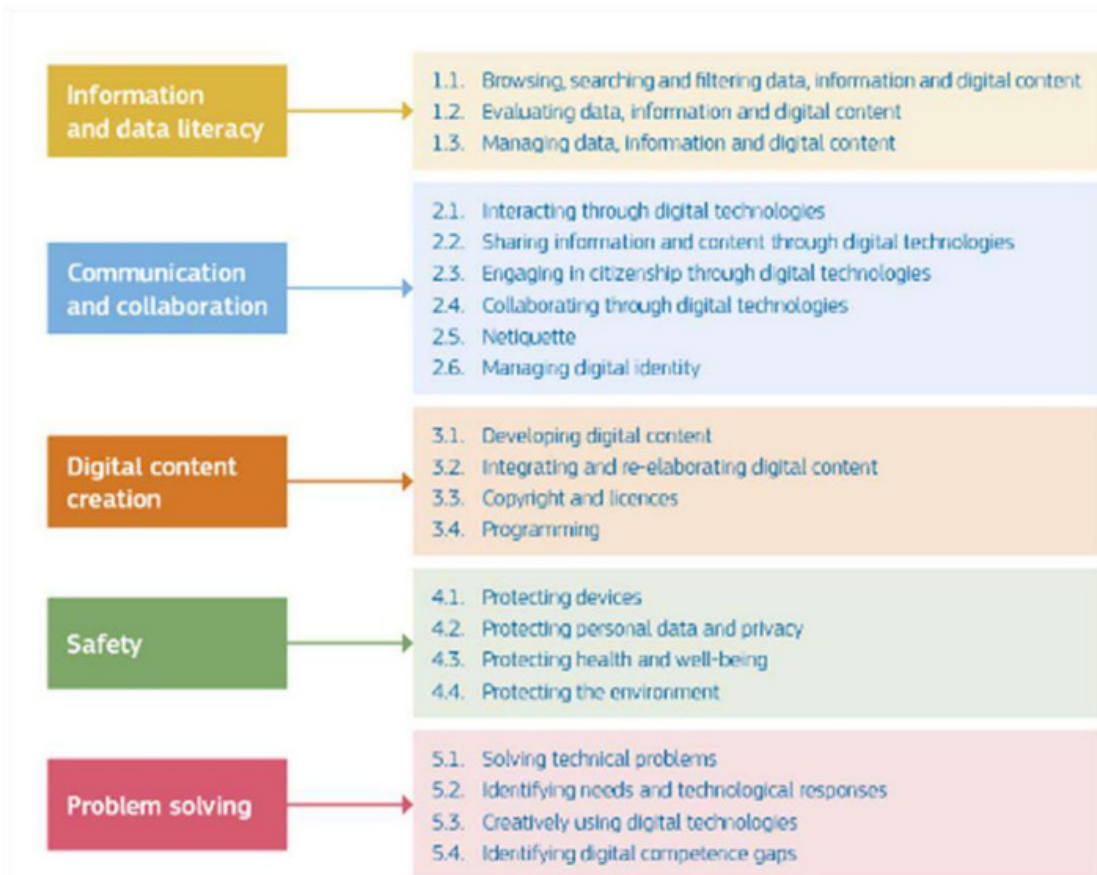 Information
and data literacy
1.1. Browsing, searching and filtering data, information and digital content
1.2. Evaluating data, information and digital content
1.3. Managing data, information and digital content
Communication
and collaboration
2.1. Interacting through digital technologies
2.2. Sharing information and content through digital technologies
2.3. Engaging in citizenship through digital technologies
2.4. Collaborating through digital technologies
2.5. Netiquette
2.6. Managing digital identity
Digital content
creation
3.1. Developing digital content
3.2. Integrating and re-elaborating digital content
3.3. Copyright and licences
3.4. Programming
Safety
4.1. Protecting devices
4.2. Protecting personal data and privacy
4.3. Protecting health and well-being
4.4. Protecting the environment
Problem solving
5.1. Solving technical problems
5.2. Identifying needs and technological responses
5.3. Creatively using digital technologies
5.4. Identifying digital competence gaps